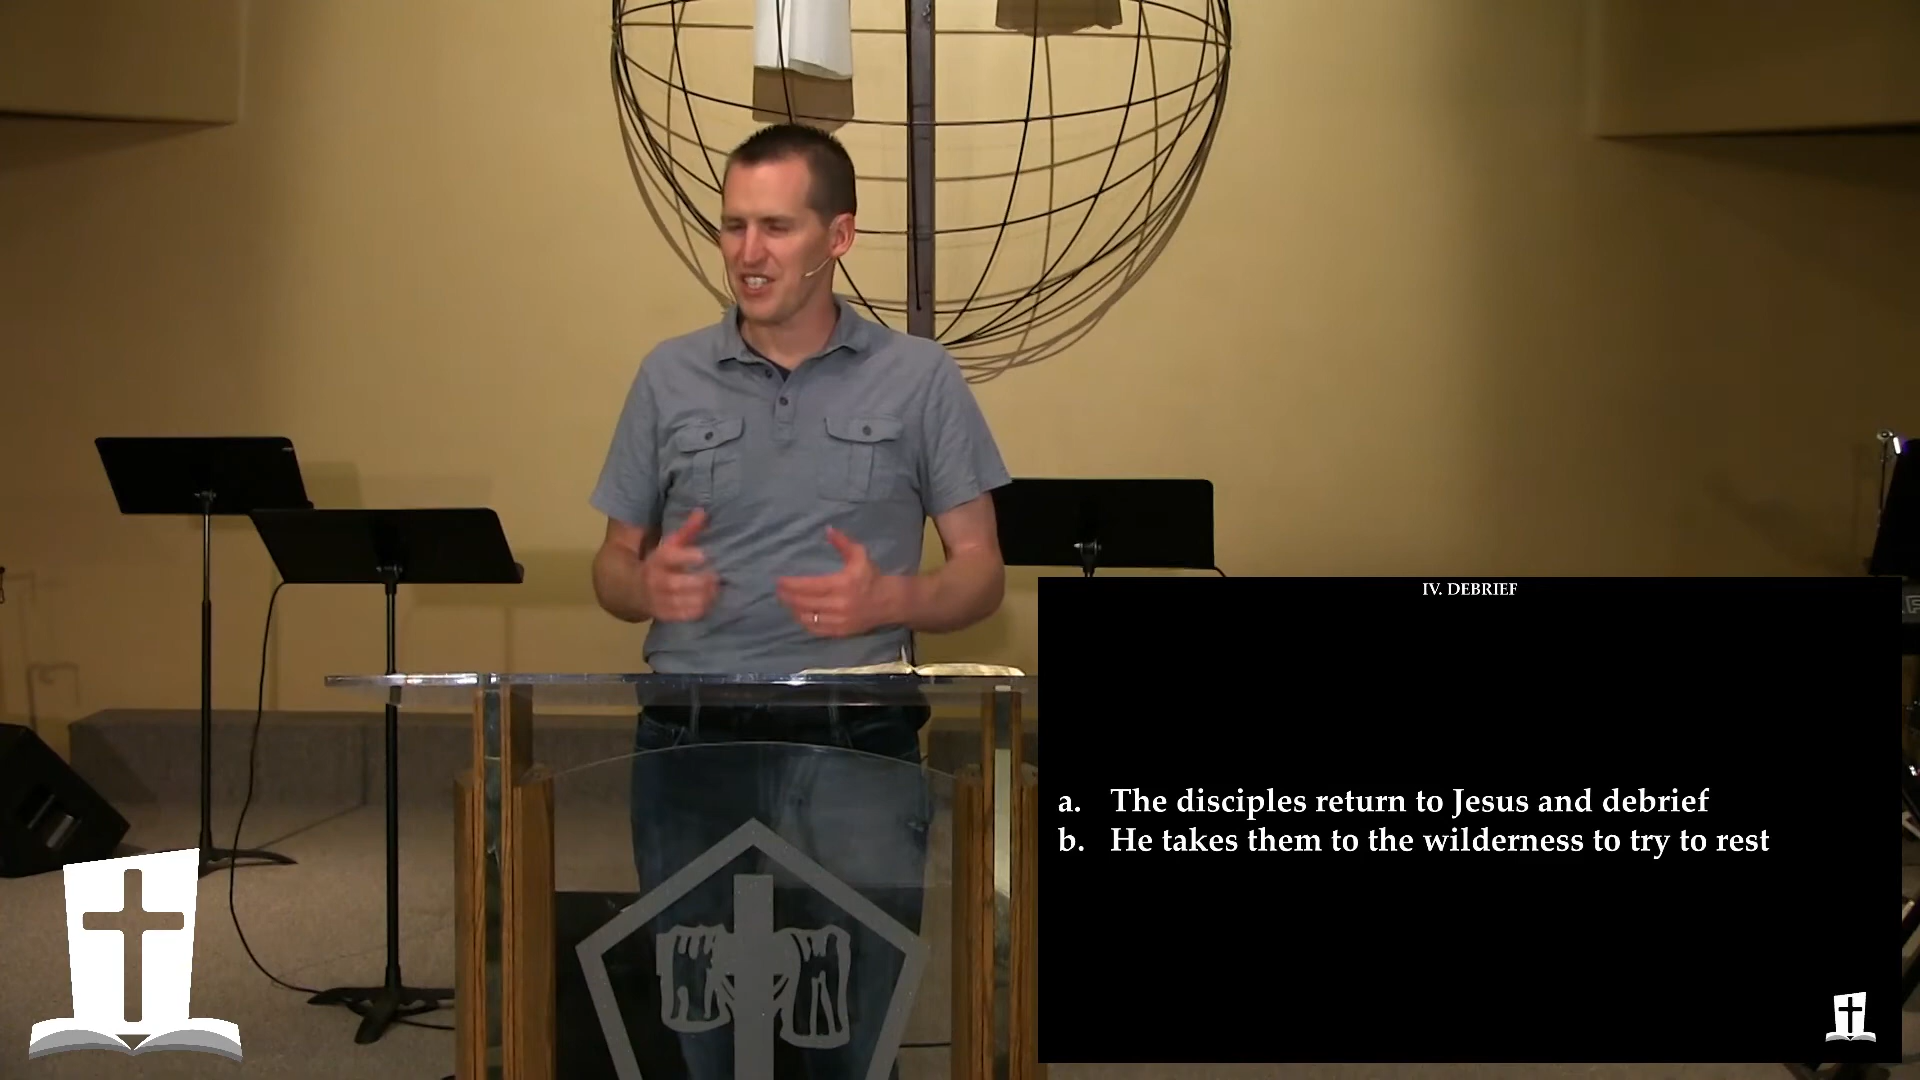 IV. DEBRIEF
a. The disciples return to Jesus and debrief
b. He takes them to the wilderness to try to rest